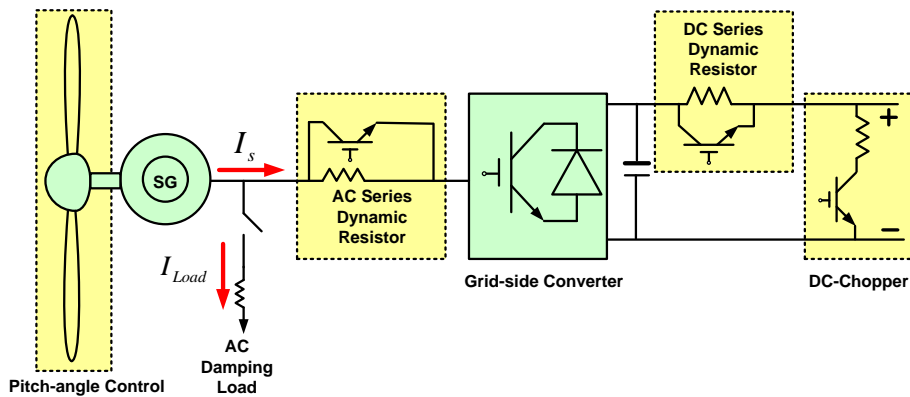 DC Series
Dynamic
Resistor
I_s
SG
+
AC Series
Dynamic
Resistor
I_Load
−
Grid-side Converter
DC-Chopper
AC
Damping
Load
Pitch-angle Control